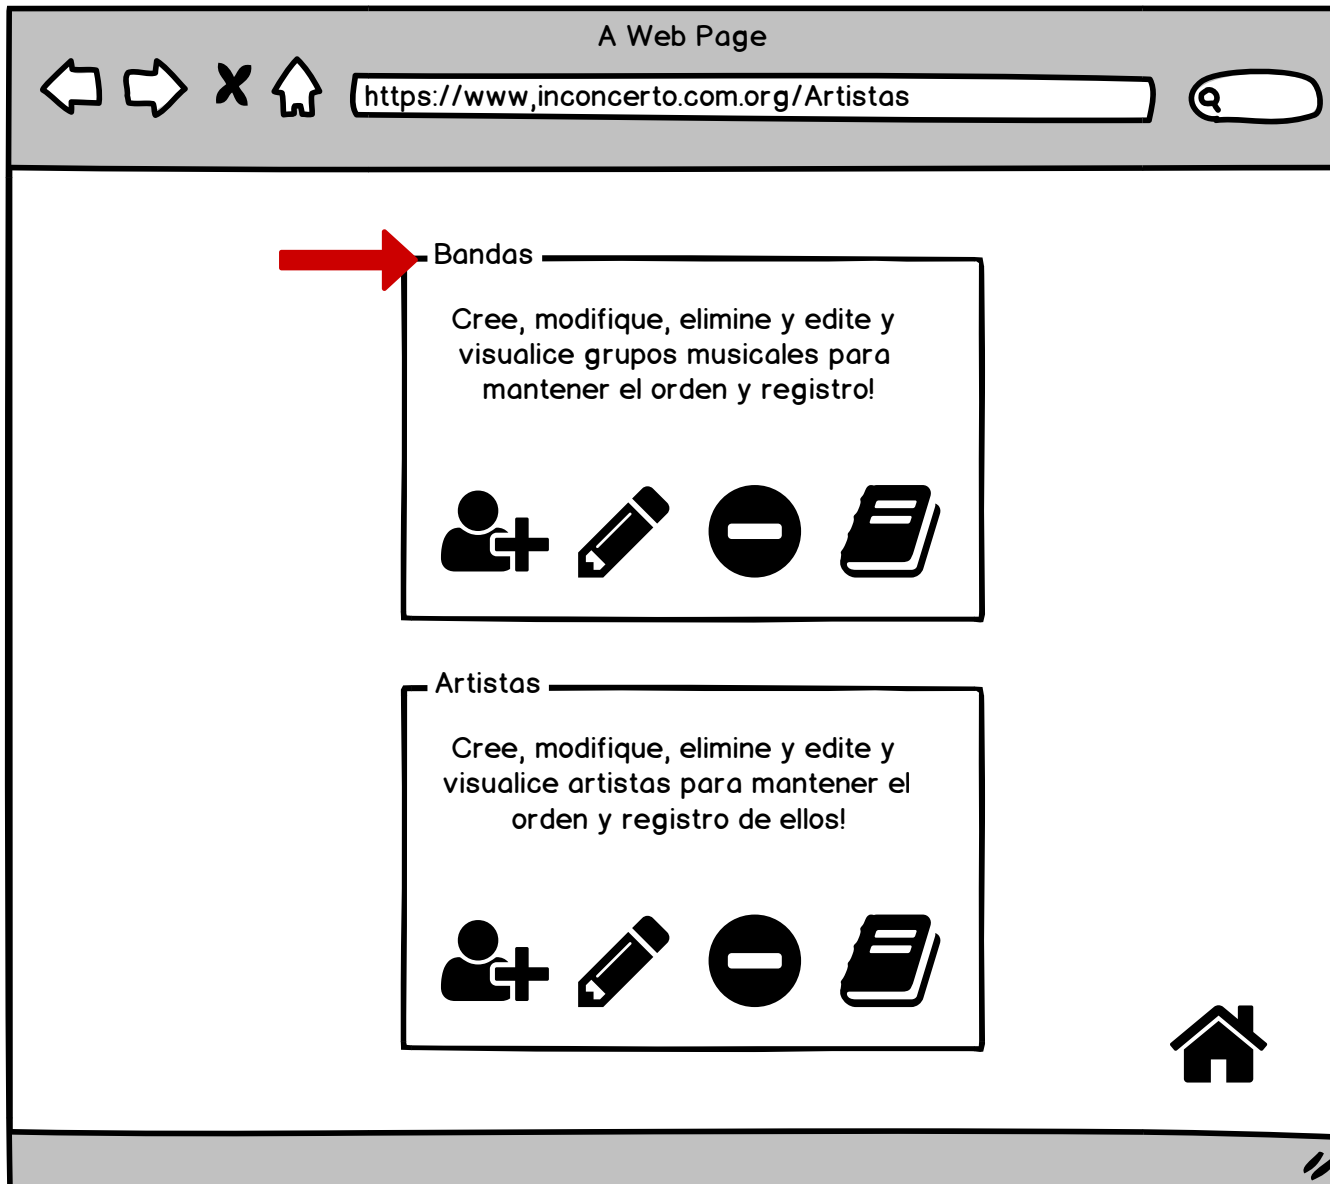 A Web Page
https://www,inconcerto.com.org/Artistas
Bandas
Cree, modifique, elimine y edite y
visualice grupos musicales para
mantener el orden y registro!
Artistas
Cree, modifique, elimine y edite y
visualice artistas para mantener el
orden y registro de ellos!